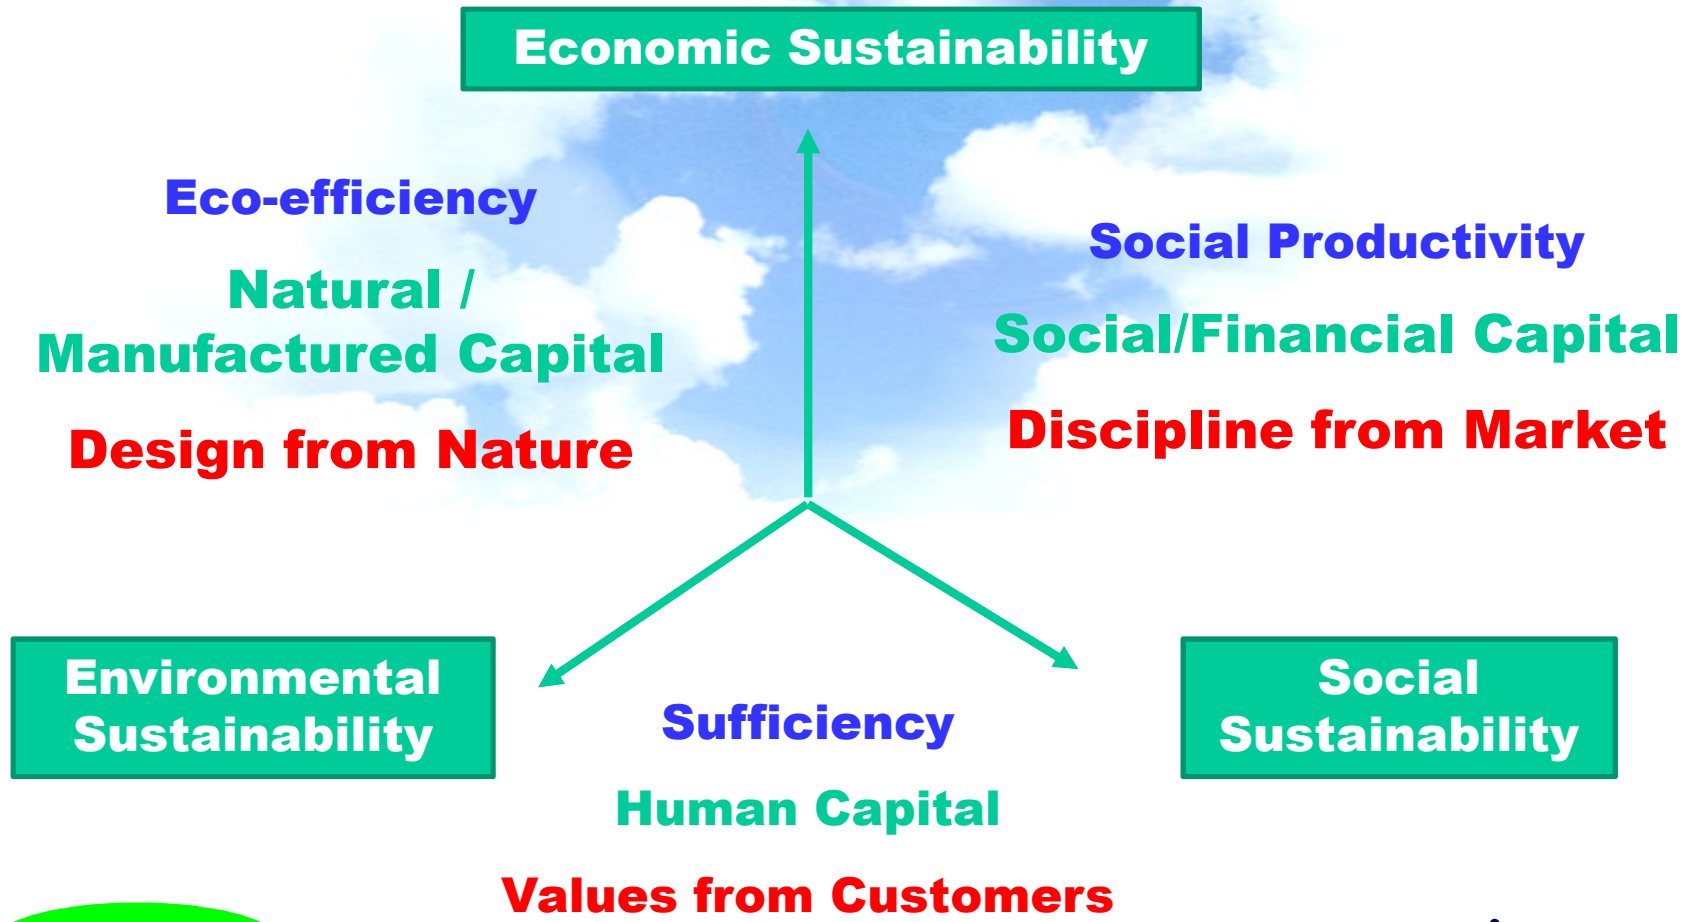 Economic Sustainability
Eco-efficiency
Natural /
Manufactured Capital
Design from Nature
Social Productivity
Social/Financial Capital
Discipline from Market
Environmental
Sustainability
Sufficiency
Human Capital
Values from Customers
Social
Sustainability